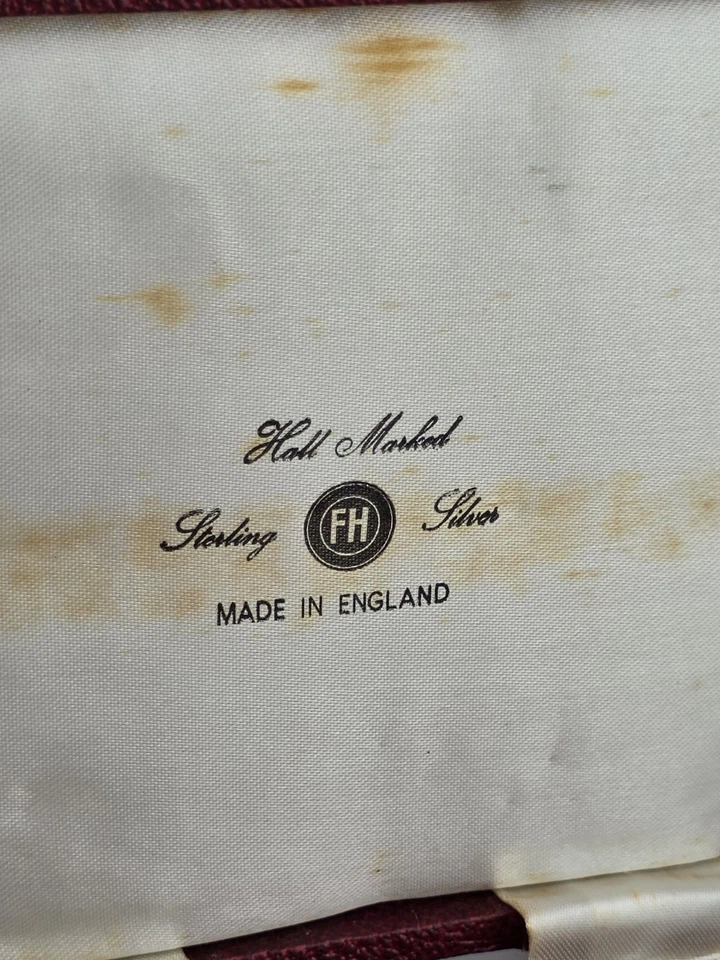 Hall Marked
Sterling FH Silver
MADE IN ENGLAND